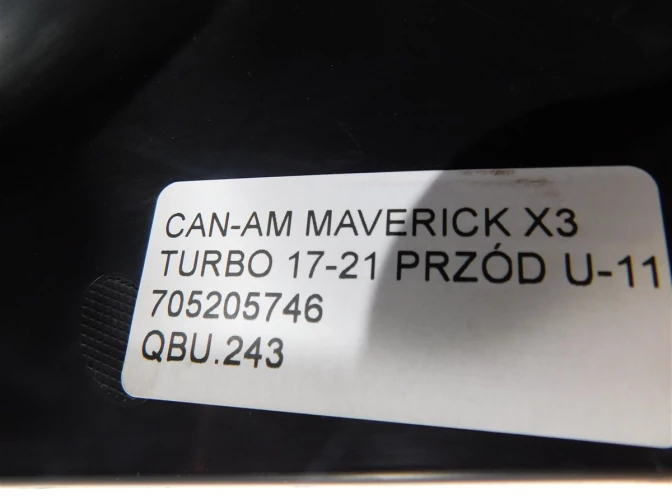 CAN-AM MAVERICK X3
TURBO 17-21 PRZÓD U-11
705205746
QBU.243